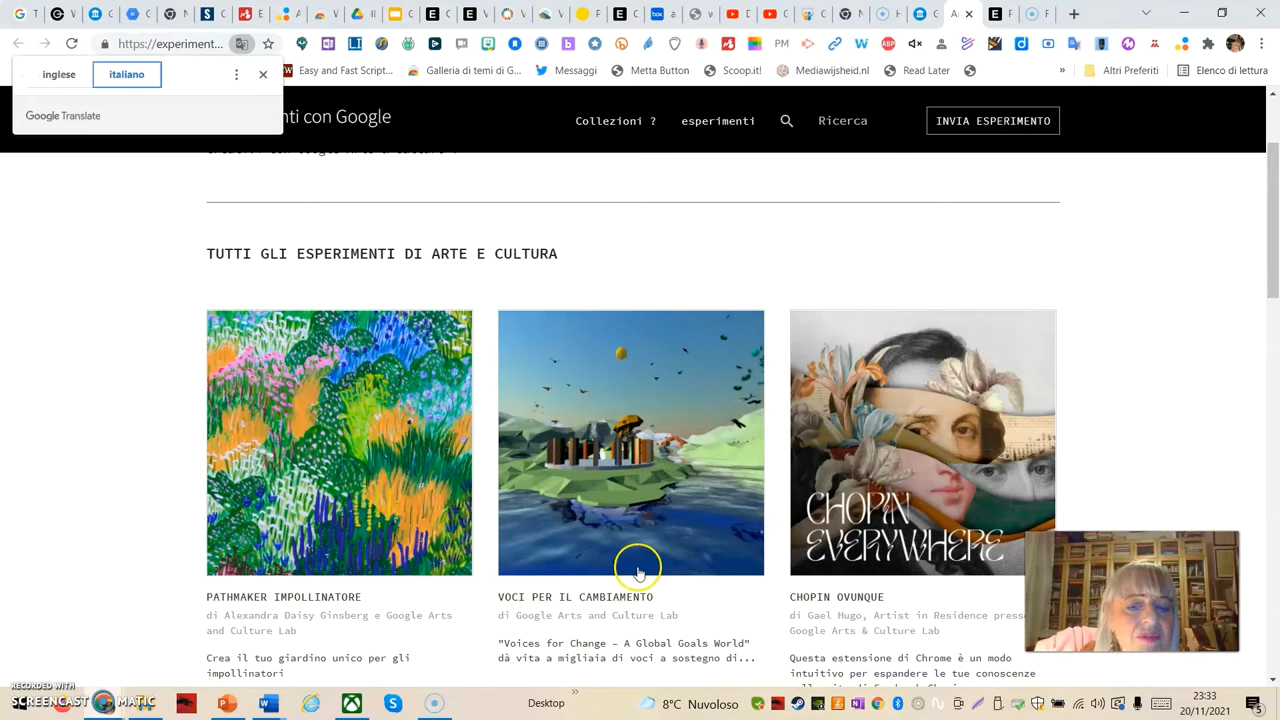 https://experiment...
Easy and Fast Script...
Galleria di temi di G...
Messaggi
Metta Button
Scoop.it!
Mediawijsheid.nl
Read Later
»
Altri Preferiti
Elenco di lettura
inglese
italiano
Google Translate
nti con Google
Collezioni ?
esperimenti
Ricerca
INVIA ESPERIMENTO
TUTTI GLI ESPERIMENTI DI ARTE E CULTURA
CHOPIN
EVERYWHERE
PATHMAKER IMPOLLINATORE
di Alexandra Daisy Ginsberg e Google Arts
and Culture Lab
Crea il tuo giardino unico per gli
impollinatori
VOCI PER IL CAMBIAMENTO
di Google Arts and Culture Lab
"Voices for Change – A Global Goals World"
dà vita a migliaia di voci a sostegno di...
CHOPIN OVUNQUE
di Gael Hugo, Artist in Residence presso
Google Arts & Culture Lab
Questa estensione di Chrome è un modo
intuitivo per espandere le tue conoscenze
RECORDED WITH
SCREENCAST MATIC
Desktop
8°C Nuvoloso
23:33
20/11/2021